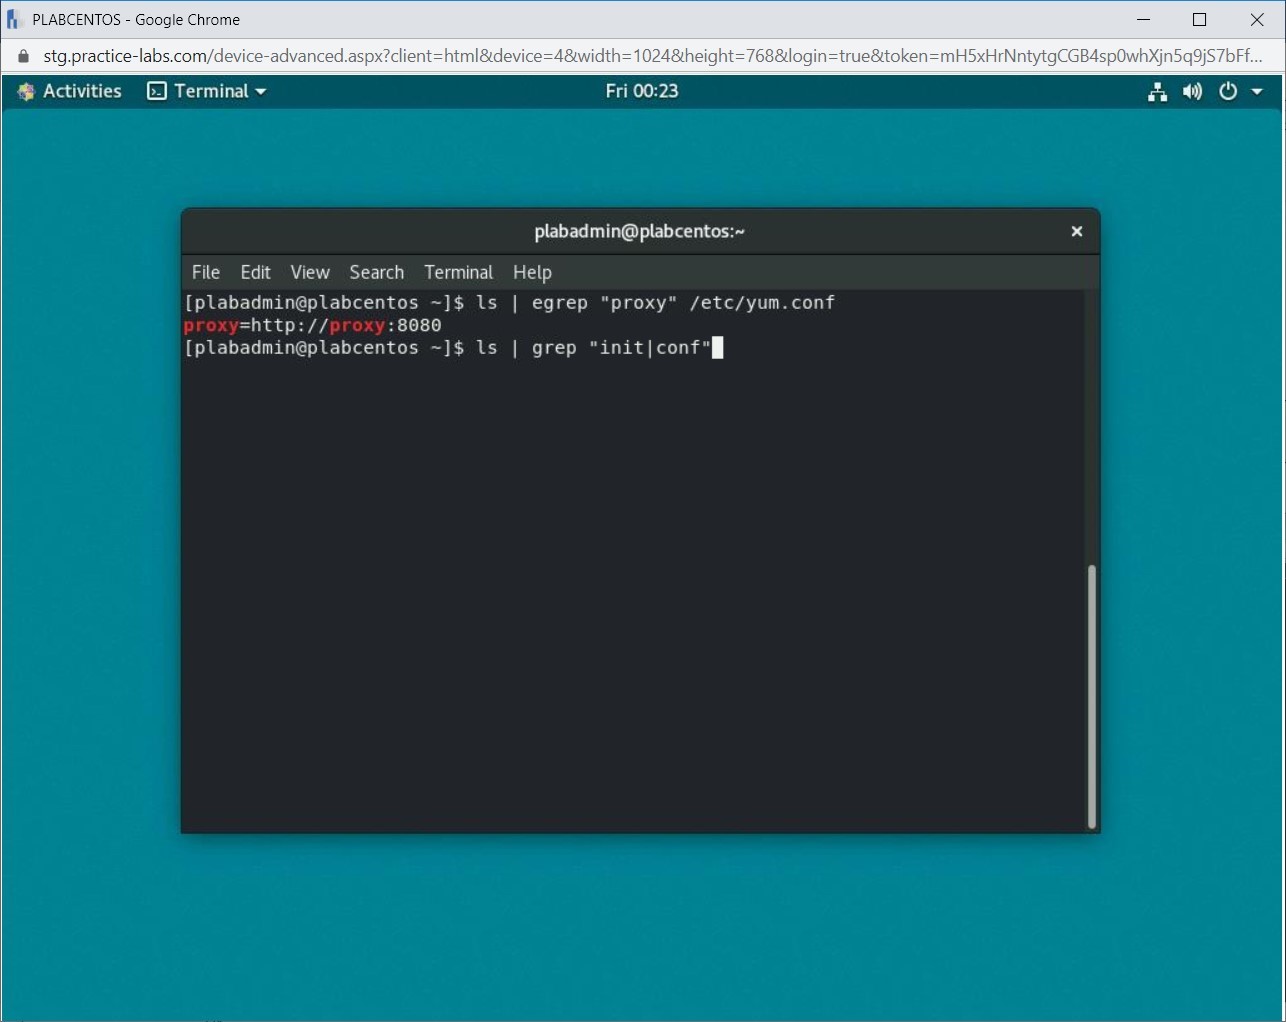 PLABCENTOS - Google Chrome
stg.practice-labs.com/device-advanced.aspx?client=html&device=4&width=1024&height=768&login=true&token=mH5xHrNntytgCGB4sp0whXjn5q9jS7bFf...
Activities Terminal Fri 00:23
plabadmin@plabcentos:~
File Edit View Search Terminal Help
[plabadmin@plabcentos ~]$ ls | egrep "proxy" /etc/yum.conf
proxy=http://proxy:8080
[plabadmin@plabcentos ~]$ ls | grep "init|conf"